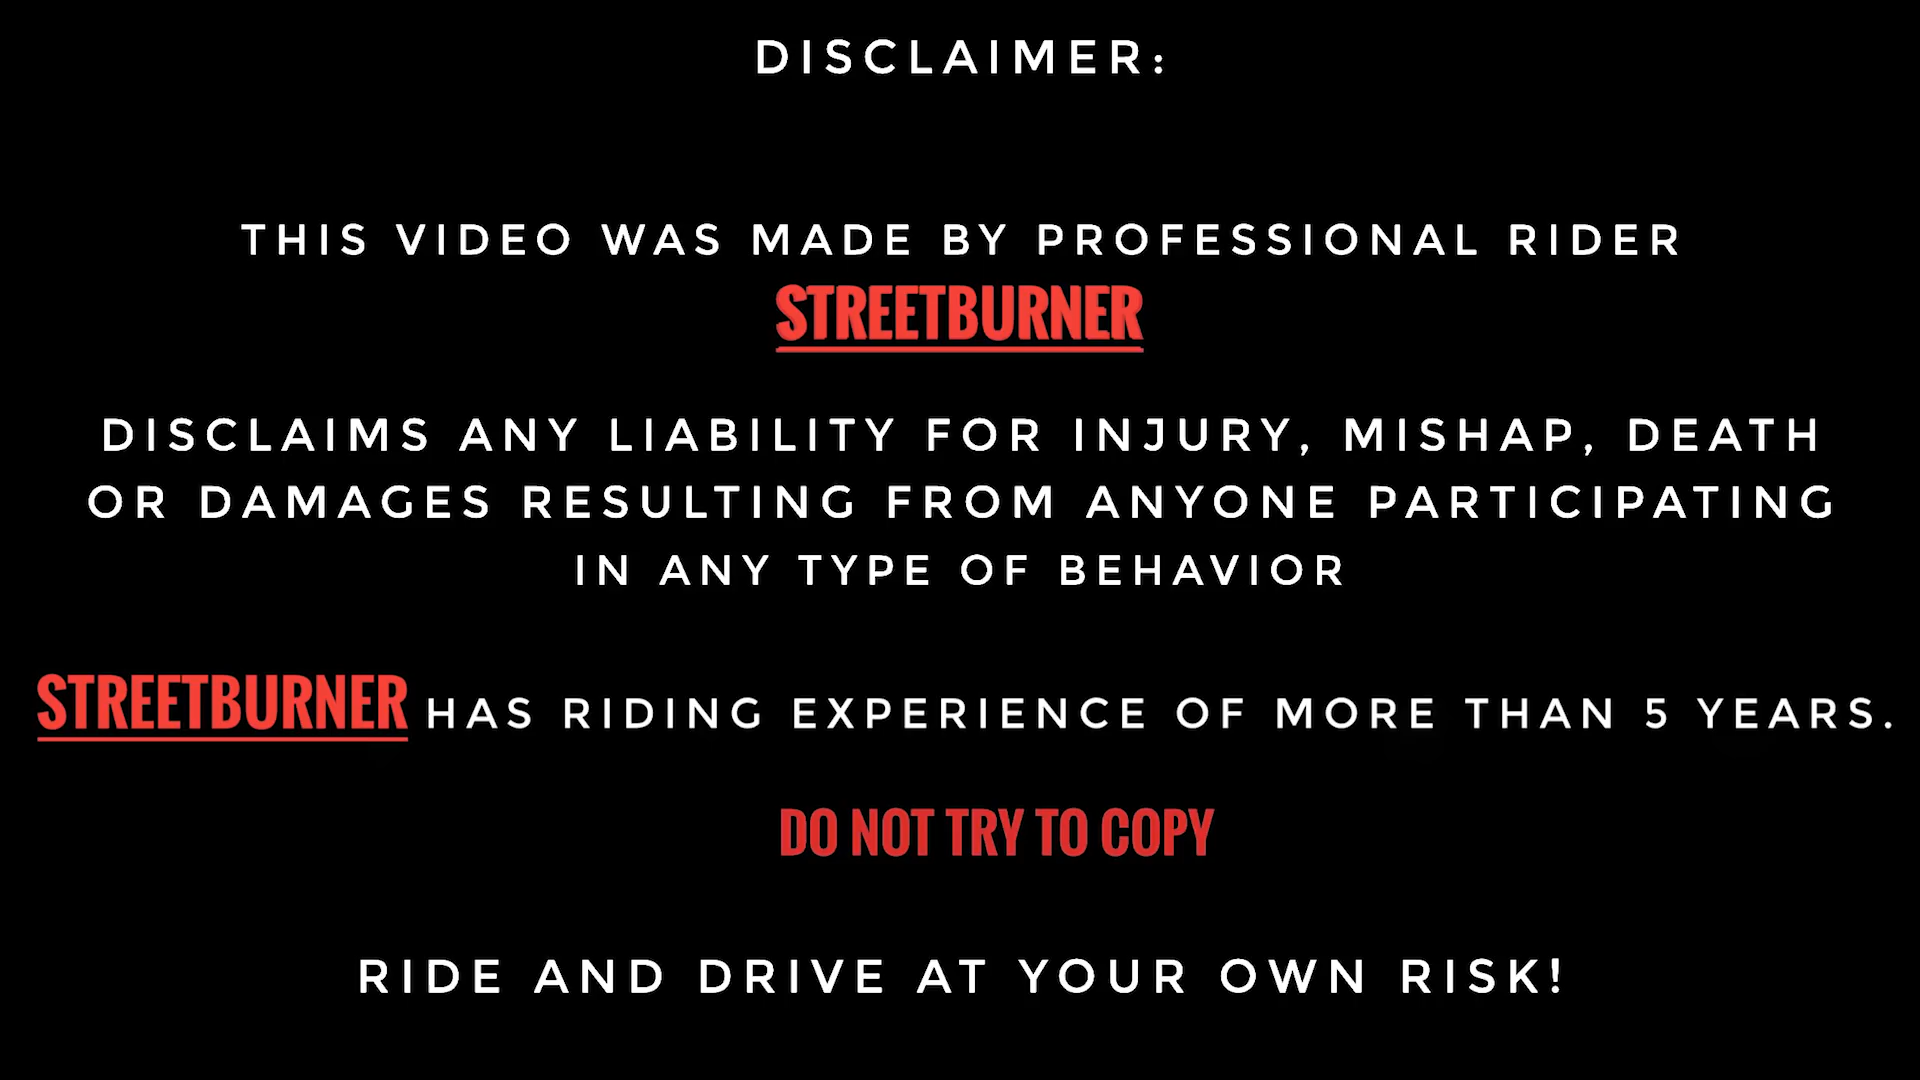 DISCLAIMER:
THIS VIDEO WAS MADE BY PROFESSIONAL RIDER
STREETBURNER
DISCLAIMS ANY LIABILITY FOR INJURY, MISHAP, DEATH
OR DAMAGES RESULTING FROM ANYONE PARTICIPATING
IN ANY TYPE OF BEHAVIOR
STREETBURNER HAS RIDING EXPERIENCE OF MORE THAN 5 YEARS.
DO NOT TRY TO COPY
RIDE AND DRIVE AT YOUR OWN RISK!